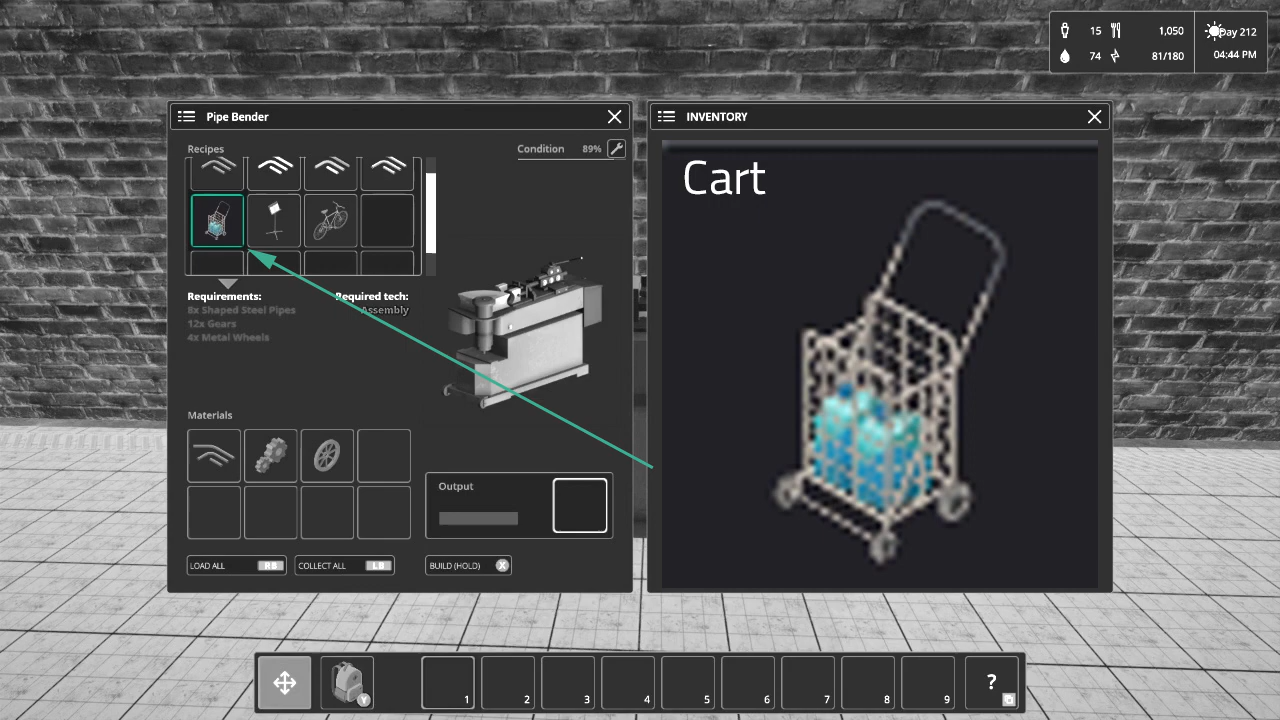 15
1,050
Day 212
74
81/180
04:44 PM
Pipe Bender
Recipes
Condition 89%
Requirements:
8x Shaped Steel Pipes
12x Gears
4x Metal Wheels
Required tech:
Assembly
Materials
Output
LOAD ALL RB
COLLECT ALL LB
BUILD (HOLD) X
INVENTORY
Cart
Y
1
2
3
4
5
6
7
8
9
?